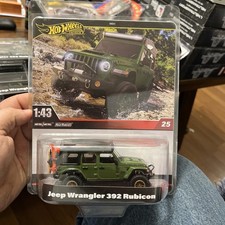 Hot Wheels
1:43
25
Jeep Wrangler 392 Rubicon